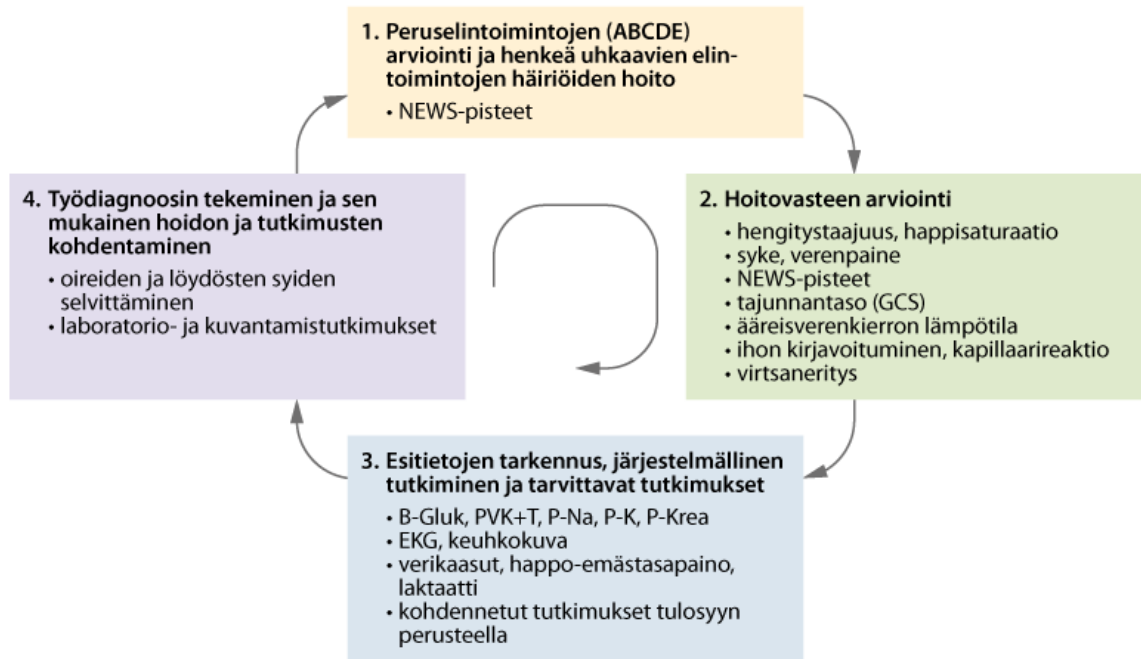 1. Peruselintoimintojen (ABCDE)
arviointi ja henkeä uhkaavien elin-
toimintojen häiriöiden hoito
• NEWS-pisteet
2. Hoitovasteen arviointi
• hengitystaajuus, happisaturaatio
• syke, verenpaine
• NEWS-pisteet
• tajunnantaso (GCS)
• ääreisverenkierron lämpötila
• ihon kirjavoituminen, kapillaarireaktio
• virtsaneritys
3. Esitietojen tarkennus, järjestelmällinen
tutkiminen ja tarvittavat tutkimukset
• B-Gluk, PVK+T, P-Na, P-K, P-Krea
• EKG, keuhkokuva
• verikaasut, happo-emästasapaino,
laktaatti
• kohdennetut tutkimukset tulosyyn
perusteella
4. Työdiagnoosin tekeminen ja sen
mukainen hoidon ja tutkimusten
kohdentaminen
• oireiden ja löydösten syiden
selvittäminen
• laboratorio- ja kuvantamistutkimukset